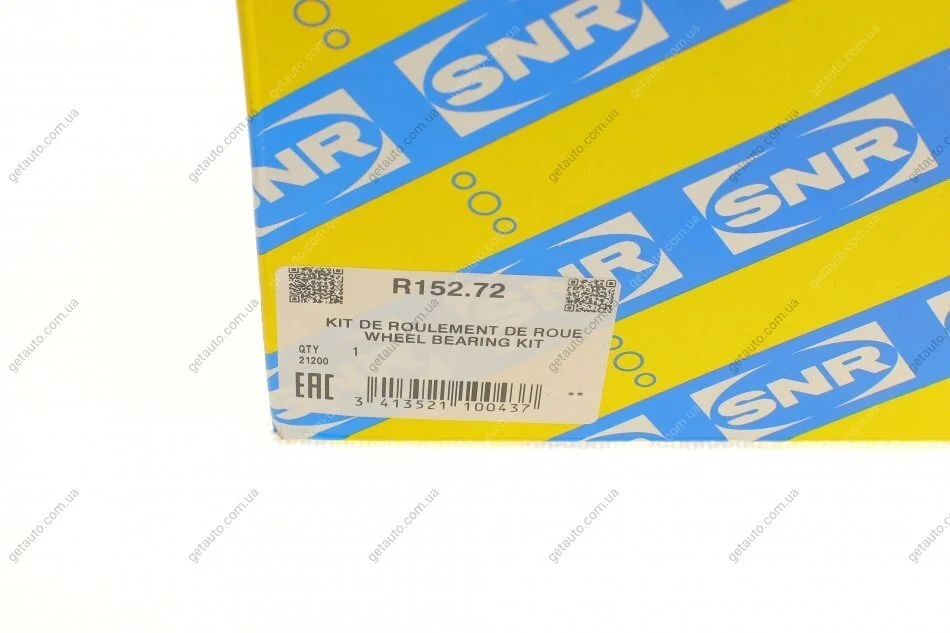 SNR
SNR
SNR
SNR
SNR
R152.72
KIT DE ROULEMENT DE ROUE
WHEEL BEARING KIT
QTY 1
21200
EAC
3 413521 100437 **
getauto.com.ua